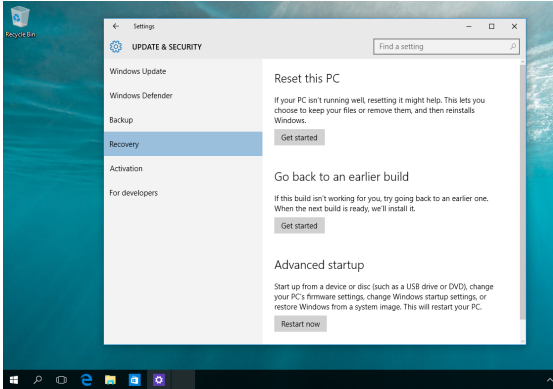 Recycle Bin
Settings
UPDATE & SECURITY
Find a setting
Windows Update
Windows Defender
Backup
Recovery
Activation
For developers
Reset this PC
If your PC isn't running well, resetting it might help. This lets you
choose to keep your files or remove them, and then reinstalls
Windows.
Get started
Go back to an earlier build
If this build isn't working for you, try going back to an earlier one.
When the next build is ready, we'll install it.
Get started
Advanced startup
Start up from a device or disc (such as a USB drive or DVD), change
your PC's firmware settings, change Windows startup settings, or
restore Windows from a system image. This will restart your PC.
Restart now